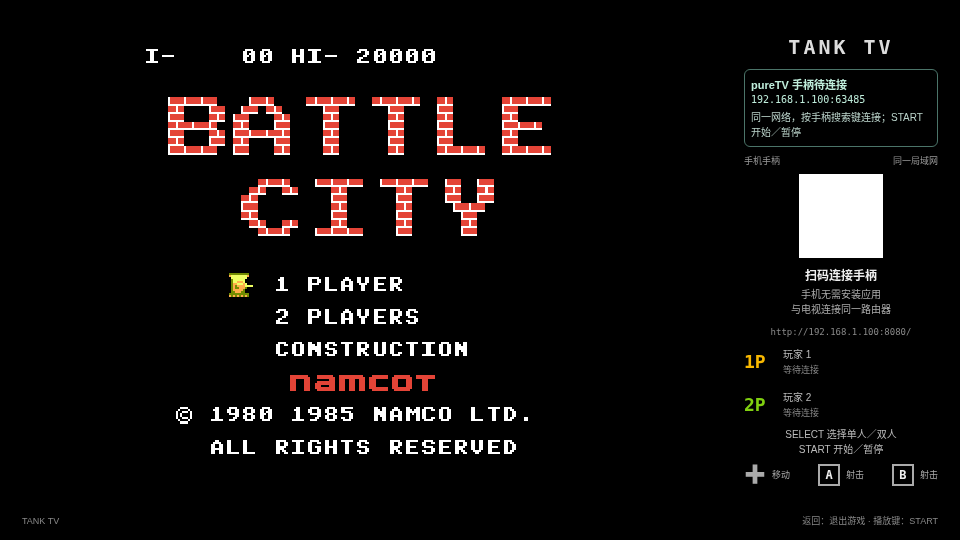 I-     00 HI- 20000
BATTLE
CITY
1 PLAYER
2 PLAYERS
CONSTRUCTION
namcot
© 1980 1985 NAMCO LTD.
ALL RIGHTS RESERVED
TANK TV
TANK TV
pureTV 手柄待连接
192.168.1.100:63485
同一网络，按手柄搜索键连接；START
开始／暂停
手机手柄
同一局域网
扫码连接手柄
手机无需安装应用
与电视连接同一路由器
http://192.168.1.100:8080/
1P
玩家 1
等待连接
2P
玩家 2
等待连接
SELECT 选择单人／双人
START 开始／暂停
移动
A 射击
B 射击
返回：退出游戏 · 播放键：START